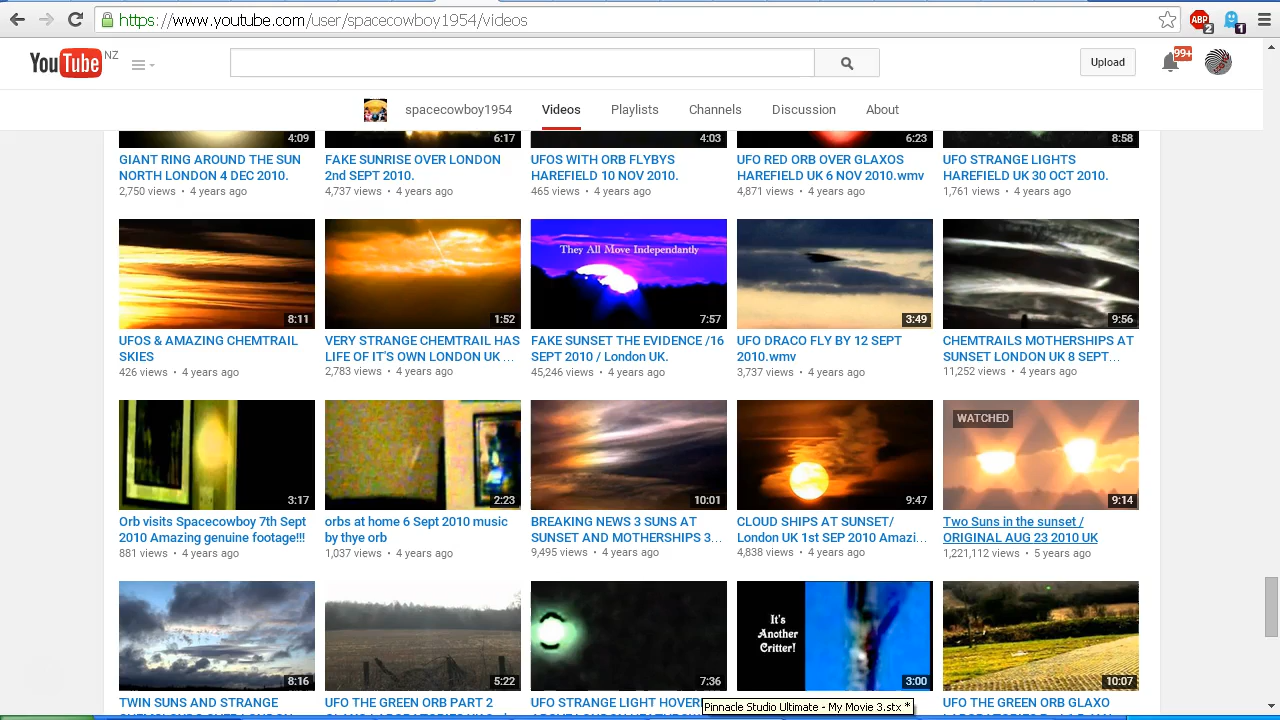 https://www.youtube.com/user/spacecowboy1954/videos
ABP
2
1
YouTube NZ
Upload
99+
spacecowboy1954
Videos
Playlists
Channels
Discussion
About
4:09
6:17
4:03
6:23
8:58
GIANT RING AROUND THE SUN
NORTH LONDON 4 DEC 2010.
2,750 views • 4 years ago
FAKE SUNRISE OVER LONDON
2nd SEPT 2010.
4,737 views • 4 years ago
UFOS WITH ORB FLYBYS
HAREFIELD 10 NOV 2010.
465 views • 4 years ago
UFO RED ORB OVER GLAXOS
HAREFIELD UK 6 NOV 2010.wmv
4,871 views • 4 years ago
UFO STRANGE LIGHTS
HAREFIELD UK 30 OCT 2010.
1,761 views • 4 years ago
8:11
1:52
They All Move Independantly
7:57
3:49
9:56
UFOS & AMAZING CHEMTRAIL
SKIES
426 views • 4 years ago
VERY STRANGE CHEMTRAIL HAS
LIFE OF IT'S OWN LONDON UK ...
2,783 views • 4 years ago
FAKE SUNSET THE EVIDENCE /16
SEPT 2010 / London UK.
45,246 views • 4 years ago
UFO DRACO FLY BY 12 SEPT
2010.wmv
3,737 views • 4 years ago
CHEMTRAILS MOTHERSHIPS AT
SUNSET LONDON UK 8 SEPT...
11,252 views • 4 years ago
3:17
2:23
10:01
9:47
WATCHED
9:14
Orb visits Spacecowboy 7th Sept
2010 Amazing genuine footage!!!
881 views • 4 years ago
orbs at home 6 Sept 2010 music
by thye orb
1,037 views • 4 years ago
BREAKING NEWS 3 SUNS AT
SUNSET AND MOTHERSHIPS 3...
9,495 views • 4 years ago
CLOUD SHIPS AT SUNSET/
London UK 1st SEP 2010 Amazi...
4,838 views • 4 years ago
Two Suns in the sunset /
ORIGINAL AUG 23 2010 UK
1,221,112 views • 5 years ago
8:16
5:22
7:36
It's
Another
Critter!
3:00
10:07
TWIN SUNS AND STRANGE
UFO THE GREEN ORB PART 2
UFO STRANGE LIGHT HOVERI
UFO THE GREEN ORB GLAXO
Pinnacle Studio Ultimate - My Movie 3.stx *